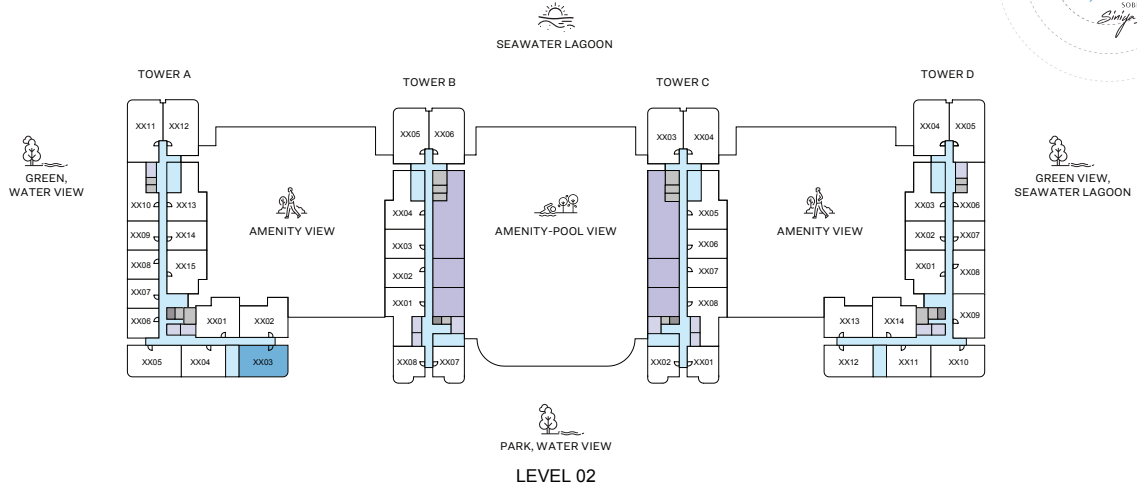 SOB
Siniya
SEAWATER LAGOON
TOWER A
TOWER B
TOWER C
TOWER D
XX11
XX12
XX05
XX06
XX03
XX04
XX04
XX05
GREEN,
WATER VIEW
GREEN VIEW,
SEAWATER LAGOON
XX10
XX13
XX09
XX14
XX08
XX15
XX07
XX06
XX01
XX02
XX05
XX04
XX03
AMENITY VIEW
XX04
XX03
XX02
XX01
XX08
XX07
AMENITY-POOL VIEW
XX05
XX06
XX07
XX08
XX02
XX01
AMENITY VIEW
XX03
XX06
XX02
XX07
XX01
XX08
XX09
XX13
XX14
XX12
XX11
XX10
PARK, WATER VIEW
LEVEL 02